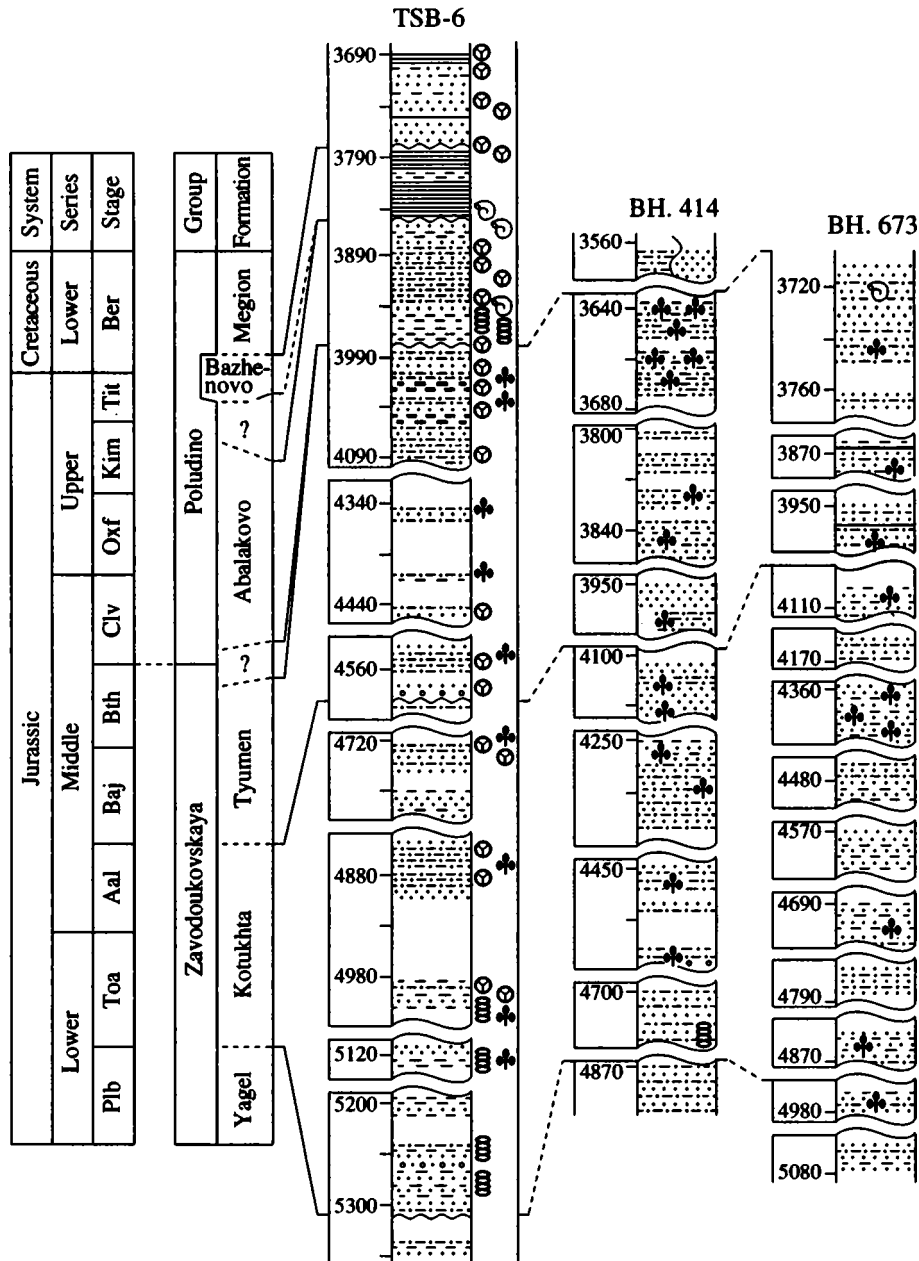 TSB-6
3690
3790
3890
3990
4090
4340
4440
4560
4720
4880
4980
5120
5200
5300
BH. 414
3560
3640
3680
3800
3840
3950
4100
4250
4450
4700
4870
BH. 673
3720
3760
3870
3950
4110
4170
4360
4480
4570
4690
4790
4870
4980
5080
System
Series
Stage
Cretaceous
Lower
Ber
Jurassic
Upper
Tit
Kim
Oxf
Middle
Clv
Bth
Baj
Aal
Lower
Toa
Plb
Group
Formation
Poludino
Megion
Bazhe-
novo
?
Abalakovo
?
Zavodoukovskaya
Tyumen
Kotukhta
Yagel